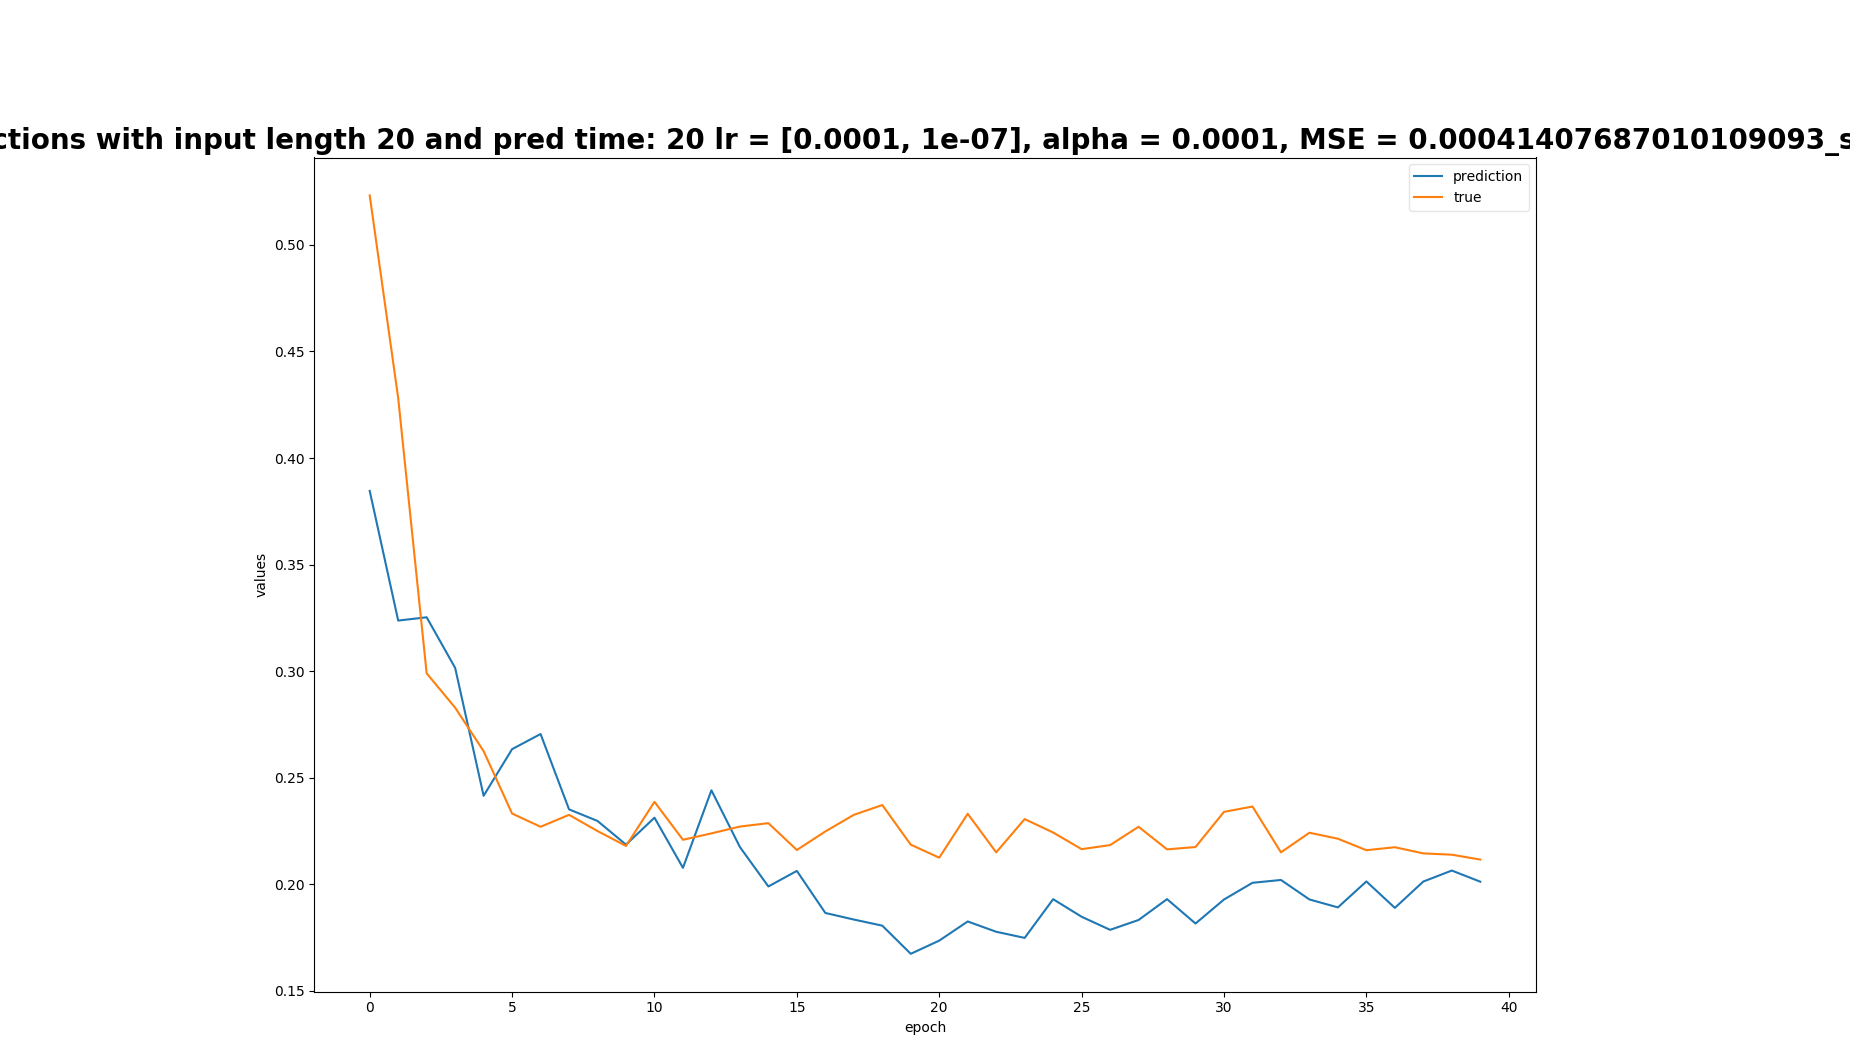 with input length 20 and pred time: 20 lr = [0.0001, 1e-07], alpha = 0.0001, MSE = 0.00041407687010109093_s
prediction
true
0.50
0.45
0.40
0.35
0.30
0.25
0.20
0.15
values
0 5 10 15 20 25 30 35 40
epoch